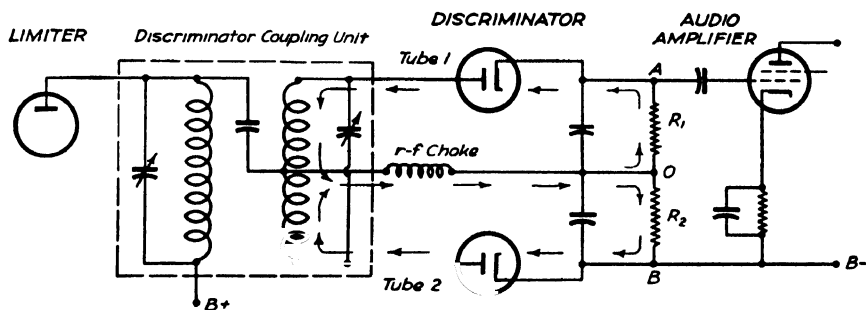 LIMITER
Discriminator Coupling Unit
DISCRIMINATOR
AUDIO
AMPLIFIER
Tube 1
A
R1
r-f Choke
O
R2
Tube 2
B
B-
B+